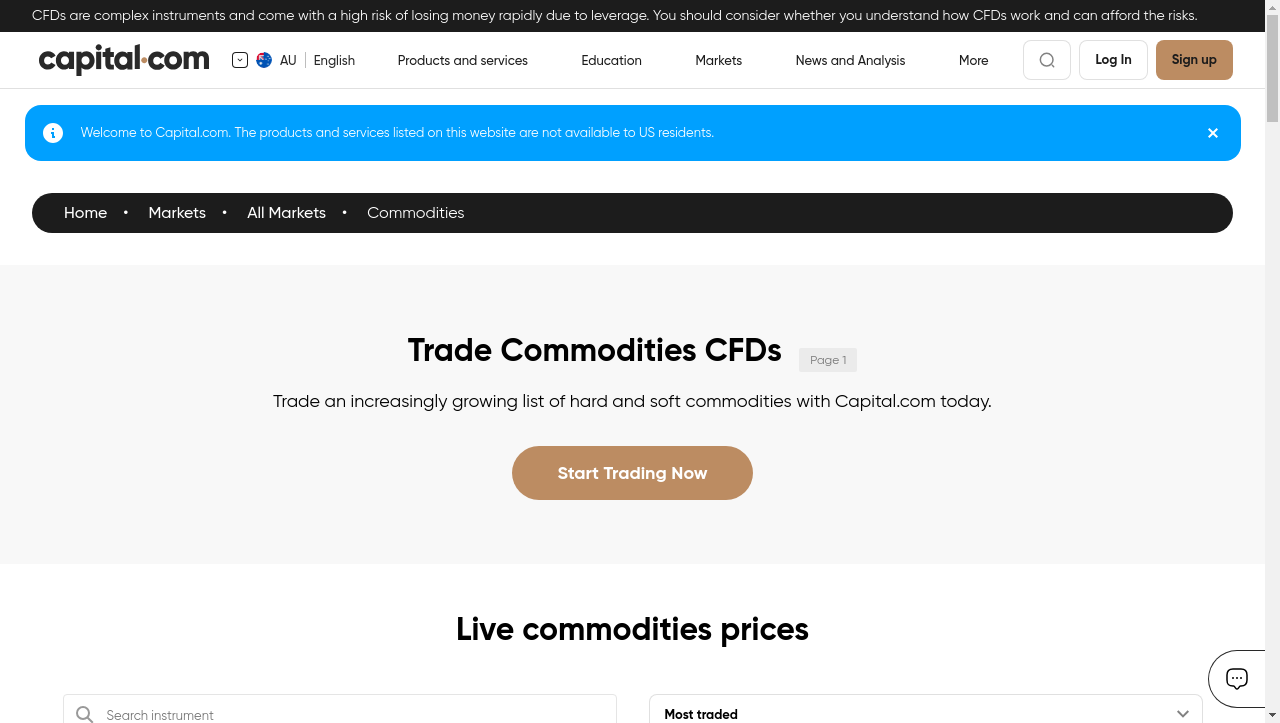 CFDs are complex instruments and come with a high risk of losing money rapidly due to leverage. You should consider whether you understand how CFDs work and can afford the risks.
capital.com AU English Products and services Education Markets News and Analysis More Log In Sign up
Welcome to Capital.com. The products and services listed on this website are not available to US residents.
Home • Markets • All Markets • Commodities
Trade Commodities CFDs Page 1
Trade an increasingly growing list of hard and soft commodities with Capital.com today.
Start Trading Now
Live commodities prices
Search instrument Most traded